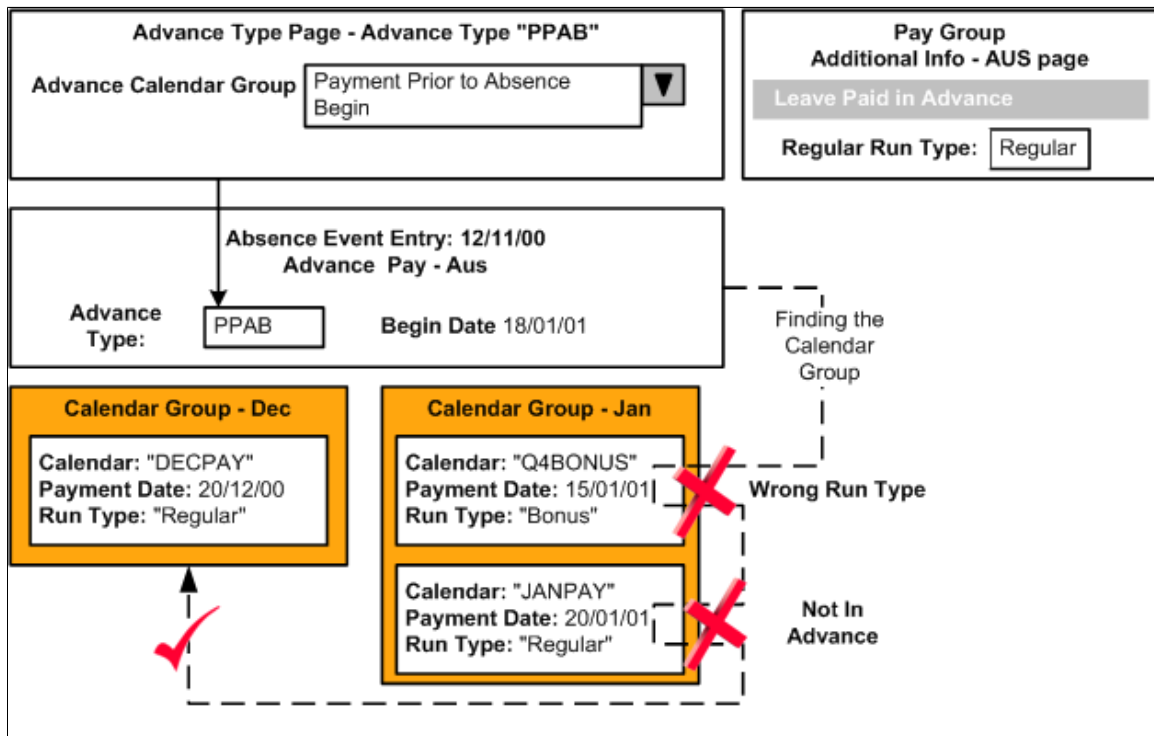 Advance Type Page - Advance Type "PPAB"
Advance Calendar Group
Payment Prior to Absence
Begin
Pay Group
Additional Info - AUS page
Leave Paid in Advance
Regular Run Type: Regular
Absence Event Entry: 12/11/00
Advance Pay - Aus
Advance
Type:
PPAB
Begin Date 18/01/01
Finding the
Calendar
Group
Calendar Group - Dec
Calendar: "DECPAY"
Payment Date: 20/12/00
Run Type: "Regular"
Calendar Group - Jan
Calendar: "Q4BONUS"
Payment Date: 15/01/01
Run Type: "Bonus"
Wrong Run Type
Calendar: "JANPAY"
Payment Date: 20/01/01
Run Type: "Regular"
Not In
Advance